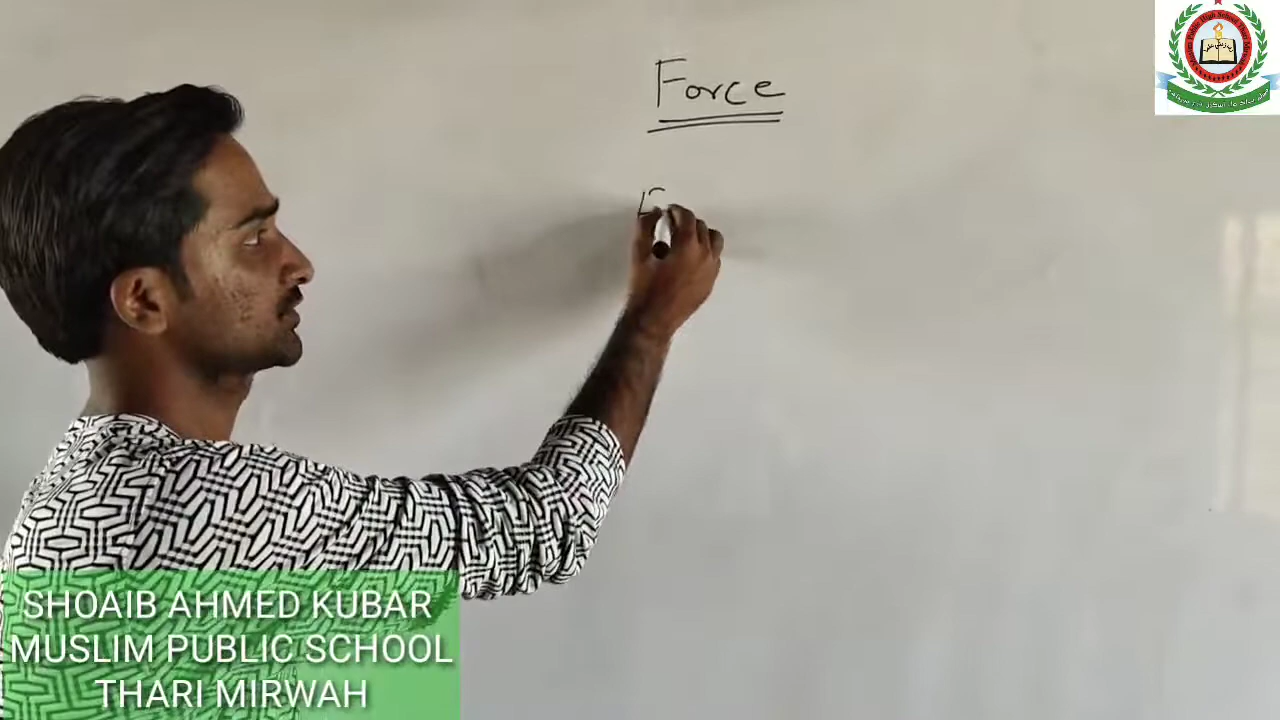 Force
SHOAIB AHMED KUBAR
MUSLIM PUBLIC SCHOOL
THARI MIRWAH